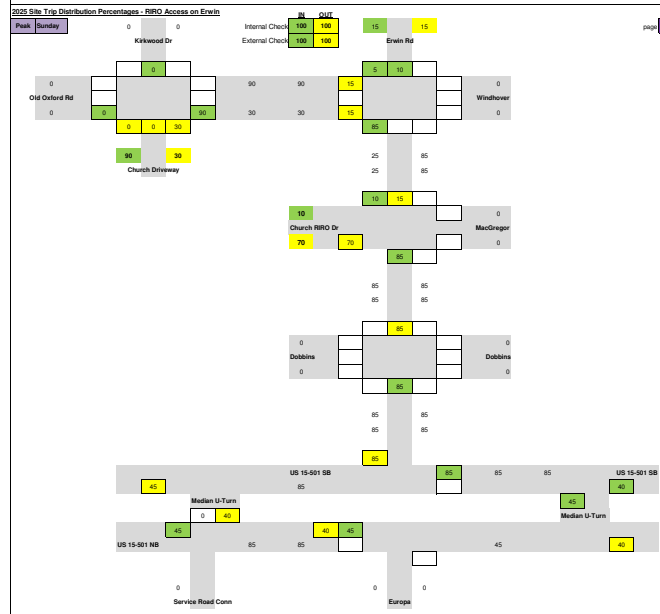 2025 Site Trip Distribution Percentages - RIRO Access on Erwin IN OUT
Peak Sunday 0 0 Internal Check 100 100 15 15 page
Kirkwood Dr External Check 100 100 Erwin Rd
0 5 10
0 90 90 15 0
Old Oxford Rd Windhover
0 0 90 30 30 15 0
0 0 30 85
90 30 25 85
Church Driveway 25 85
10 15
10 0
Church RIRO Dr MacGregor
70 70 0
85
85 85
85 85
85
0 0
Dobbins Dobbins
0 0
85
85 85
85 85
85
US 15-501 SB 85 85 85 US 15-501 SB
45 85 40
Median U-Turn 45
0 40 Median U-Turn
45 40 45
US 15-501 NB 85 85 45 40
0 0 0
Service Road Conn Europa